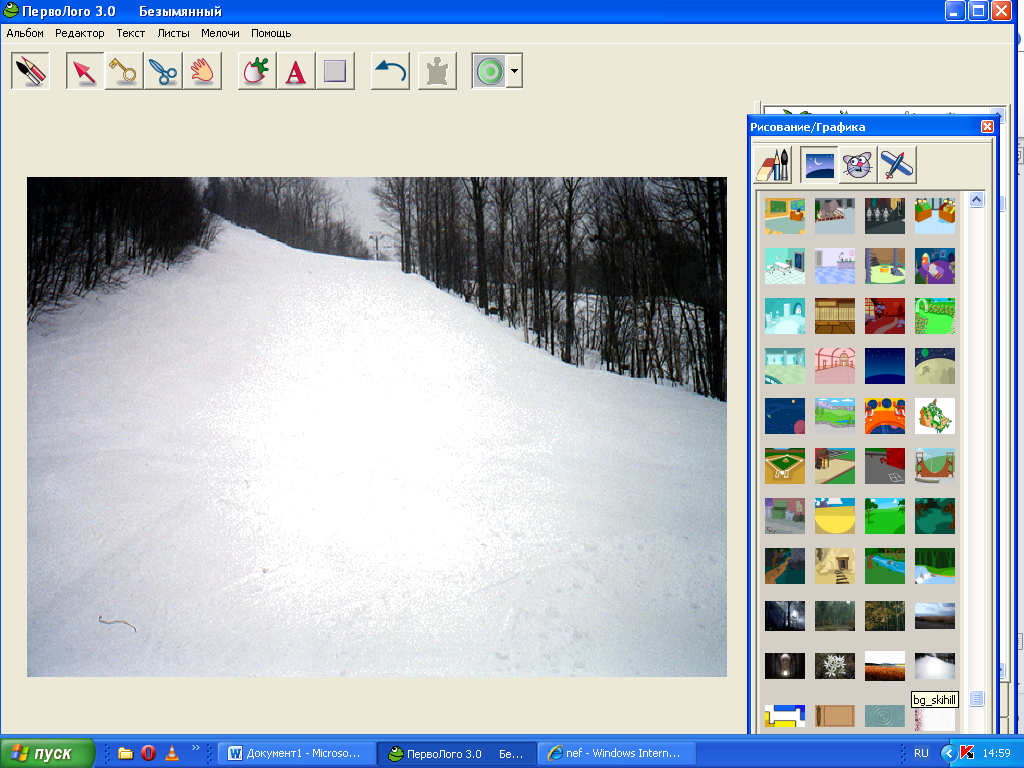 ПервоЛого 3.0 Безымянный
Альбом Редактор Текст Листы Мелочи Помощь
A
Рисование/Графика
bg_skihill
пуск
Документ1 - Microso...
ПервоЛого 3.0 Бе...
nef - Windows Intern...
RU
14:59